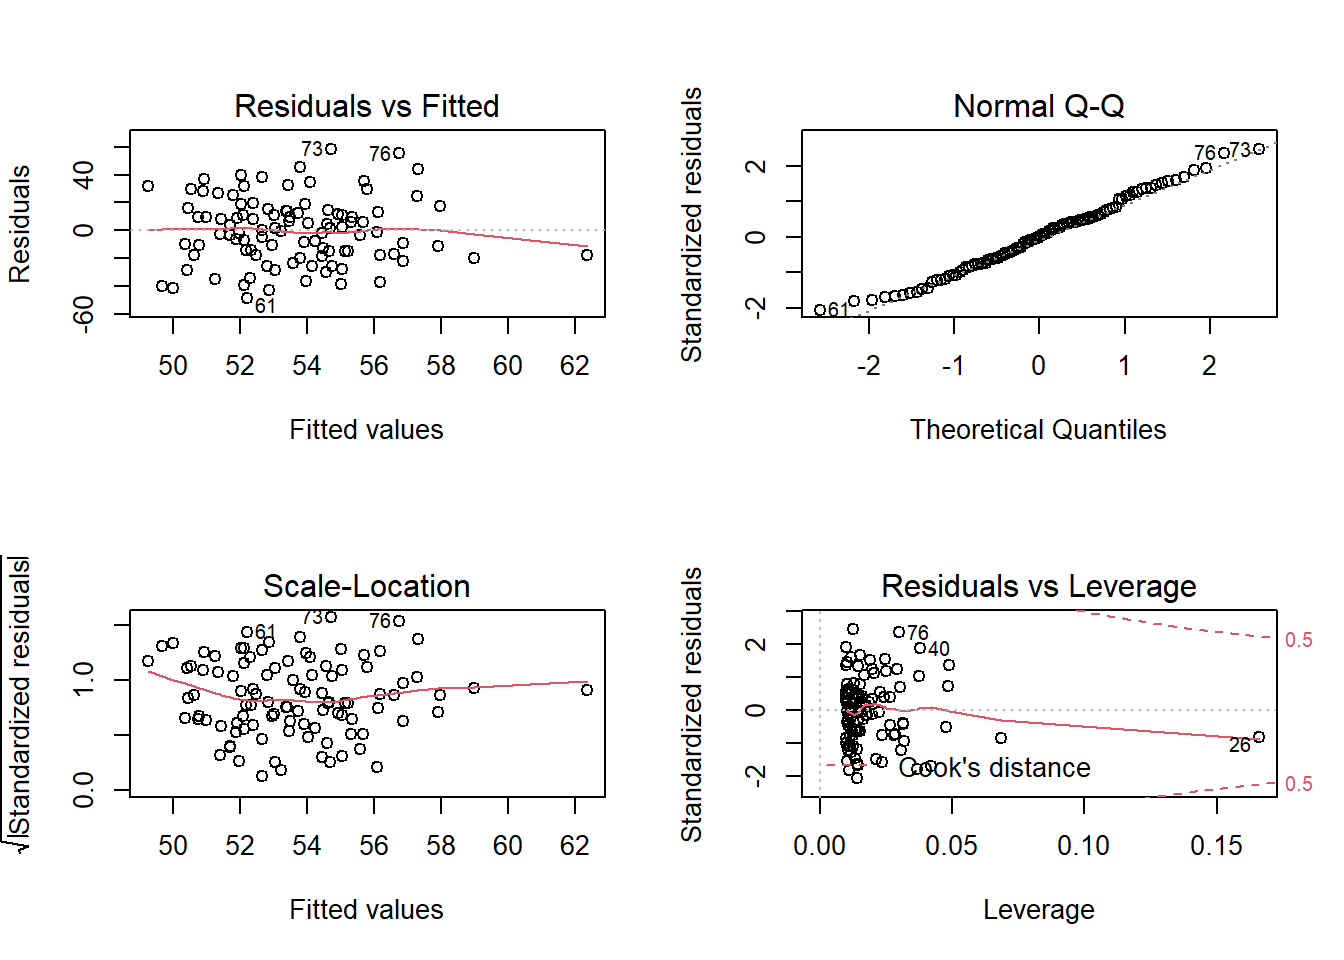 Residuals vs Fitted
Residuals
40
0
-60
73
76
61
50 52 54 56 58 60 62
Fitted values
Normal Q-Q
Standardized residuals
2
0
-2
76 73
61
-2 -1 0 1 2
Theoretical Quantiles
Scale-Location
√|Standardized residuals|
1.0
0.0
73
76
61
50 52 54 56 58 60 62
Fitted values
Residuals vs Leverage
Standardized residuals
2
0
-2
76
40
26
0.5
0.5
Cook's distance
0.00 0.05 0.10 0.15
Leverage